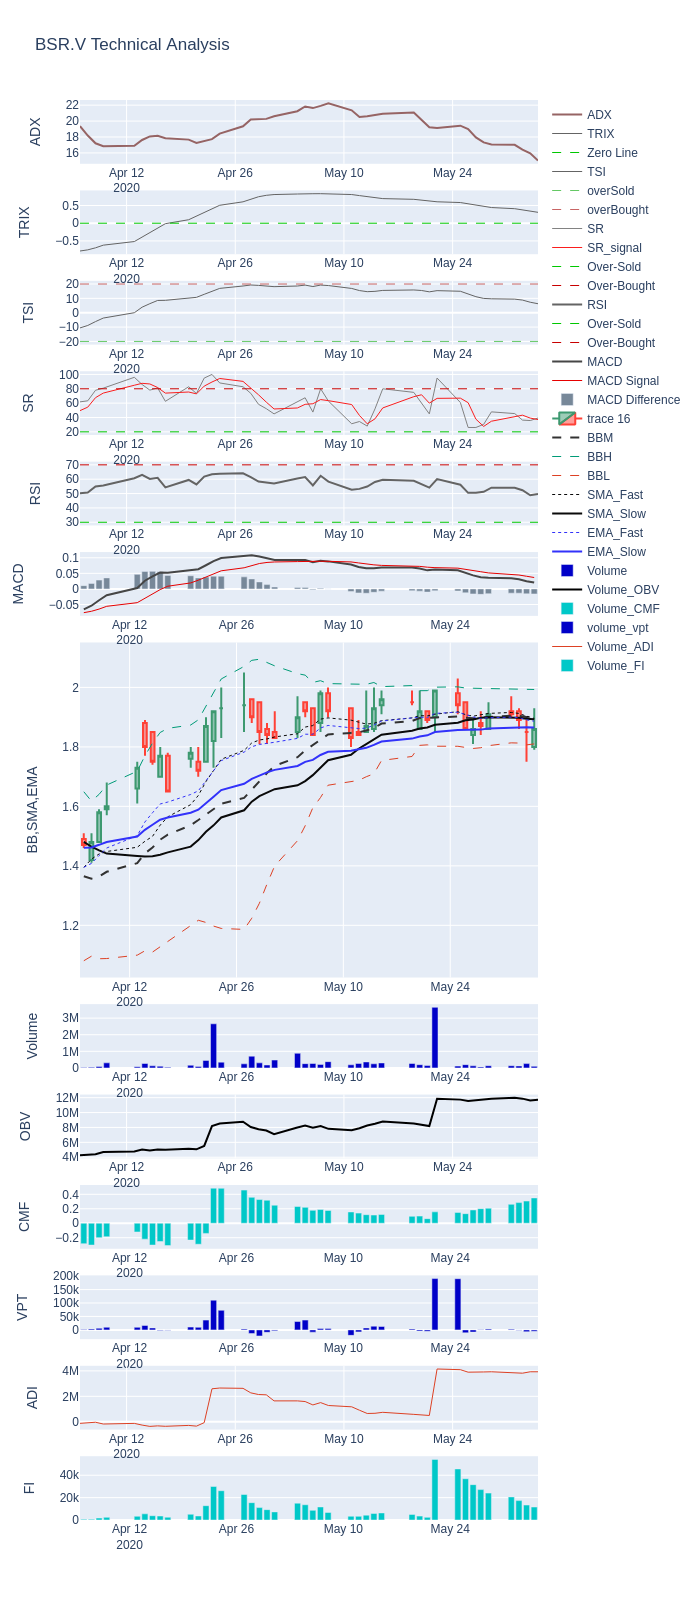 BSR.V Technical Analysis
ADX
22
20
18
16
Apr 12
2020
Apr 26
May 10
May 24
TRIX
0.5
0
−0.5
Apr 12
2020
Apr 26
May 10
May 24
TSI
20
10
0
−10
−20
Apr 12
2020
Apr 26
May 10
May 24
SR
100
80
60
40
20
Apr 12
2020
Apr 26
May 10
May 24
RSI
70
60
50
40
30
Apr 12
2020
Apr 26
May 10
May 24
MACD
0.1
0.05
0
−0.05
Apr 12
2020
Apr 26
May 10
May 24
BB,SMA,EMA
2
1.8
1.6
1.4
1.2
Apr 12
2020
Apr 26
May 10
May 24
Volume
3M
2M
1M
0
Apr 12
2020
Apr 26
May 10
May 24
OBV
12M
10M
8M
6M
4M
Apr 12
2020
Apr 26
May 10
May 24
CMF
0.4
0.2
0
−0.2
Apr 12
2020
Apr 26
May 10
May 24
VPT
200k
150k
100k
50k
0
Apr 12
2020
Apr 26
May 10
May 24
ADI
4M
2M
0
Apr 12
2020
Apr 26
May 10
May 24
FI
40k
20k
0
Apr 12
2020
Apr 26
May 10
May 24
ADX
TRIX
Zero Line
TSI
overSold
overBought
SR
SR_signal
Over-Sold
Over-Bought
RSI
Over-Sold
Over-Bought
MACD
MACD Signal
MACD Difference
trace 16
BBM
BBH
BBL
SMA_Fast
SMA_Slow
EMA_Fast
EMA_Slow
Volume
Volume_OBV
Volume_CMF
volume_vpt
Volume_ADI
Volume_FI